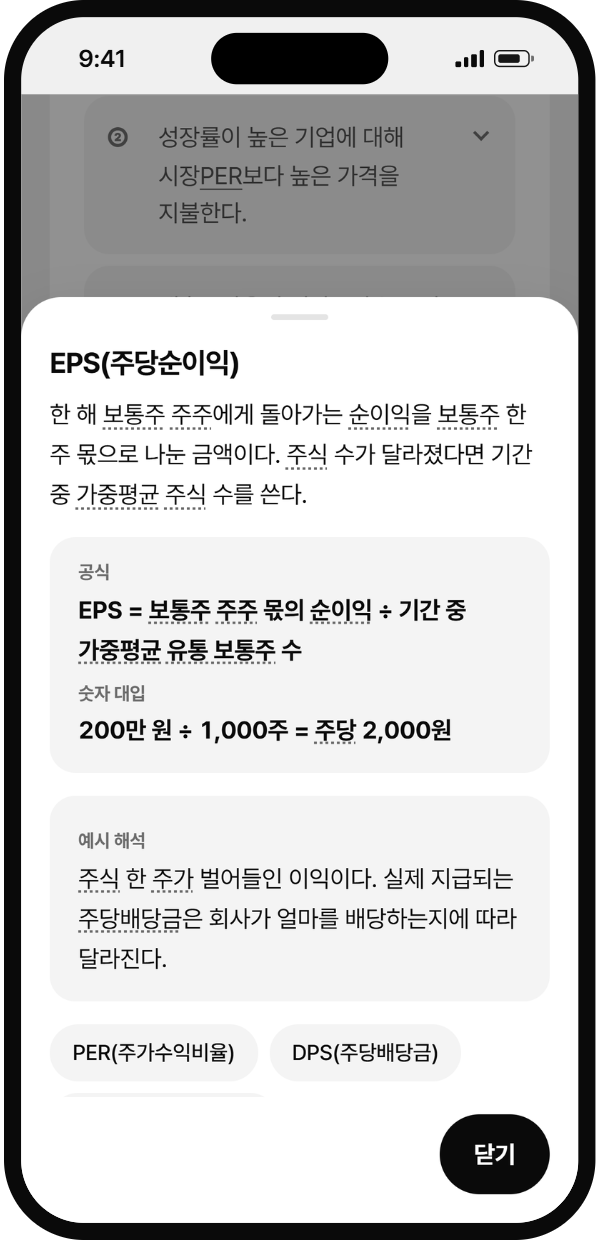 9:41
② 성장률이 높은 기업에 대해
시장PER보다 높은 가격을
지불한다.
EPS(주당순이익)
한 해 보통주 주주에게 돌아가는 순이익을 보통주 한
주 몫으로 나눈 금액이다. 주식 수가 달라졌다면 기간
중 가중평균 주식 수를 쓴다.
공식
EPS = 보통주 주주 몫의 순이익 ÷ 기간 중
가중평균 유통 보통주 수
숫자 대입
200만 원 ÷ 1,000주 = 주당 2,000원
예시 해석
주식 한 주가 벌어들인 이익이다. 실제 지급되는
주당배당금은 회사가 얼마를 배당하는지에 따라
달라진다.
PER(주가수익비율) DPS(주당배당금)
닫기